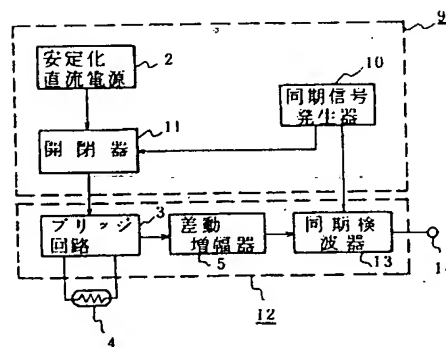 9
安定化
直流電源
2
10
同期信号
発生器
11
開閉器
3
ブリッジ
回路
差動
増幅器
5
同期検
波器
13
4
12